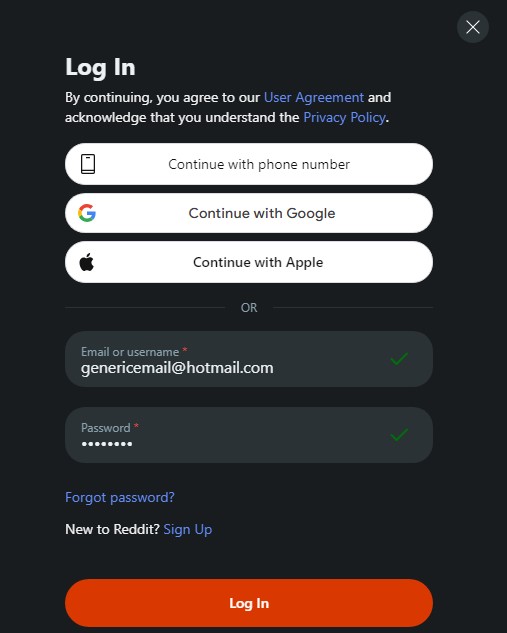 Log In
By continuing, you agree to our User Agreement and
acknowledge that you understand the Privacy Policy.
Continue with phone number
Continue with Google
Continue with Apple
OR
Email or username *
genericemail@hotmail.com
Password *
••••••••
Forgot password?
New to Reddit? Sign Up
Log In